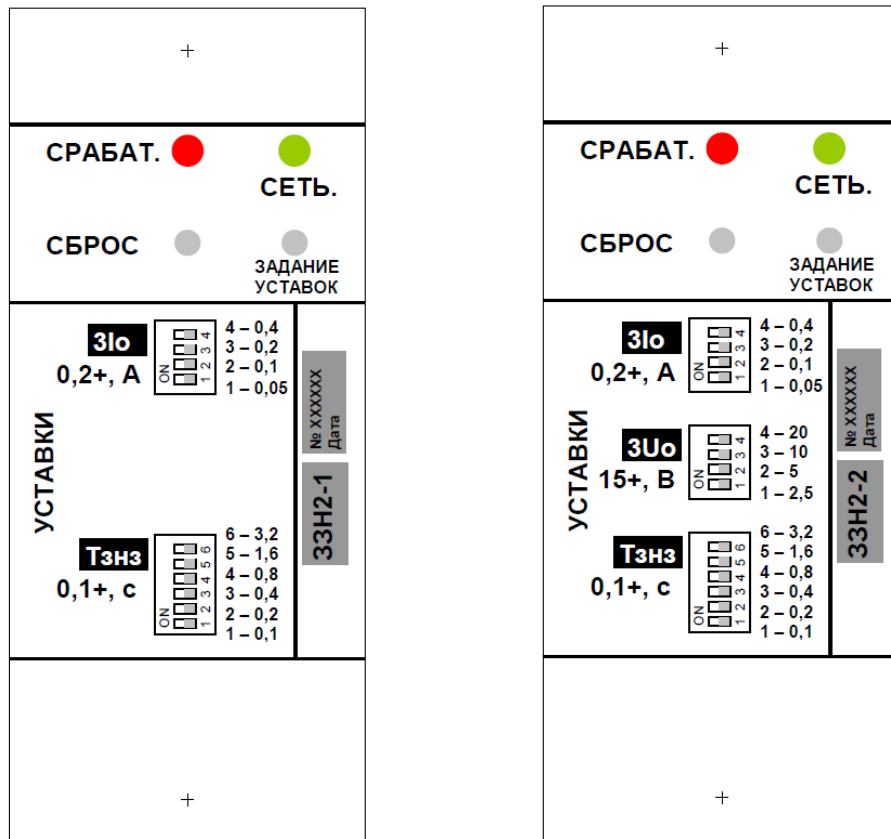 СРАБАТ.
СЕТЬ.
СБРОС
ЗАДАНИЕ
УСТАВОК
УСТАВКИ
3Io
0,2+, А
ON
1 2 3 4
4 – 0,4
3 – 0,2
2 – 0,1
1 – 0,05
Тзнз
0,1+, с
ON
1 2 3 4 5 6
6 – 3,2
5 – 1,6
4 – 0,8
3 – 0,4
2 – 0,2
1 – 0,1
№ XXXXXX
Дата
ЗЗН2-1
СРАБАТ.
СЕТЬ.
СБРОС
ЗАДАНИЕ
УСТАВОК
УСТАВКИ
3Io
0,2+, А
ON
1 2 3 4
4 – 0,4
3 – 0,2
2 – 0,1
1 – 0,05
3Uo
15+, В
ON
1 2 3 4
4 – 20
3 – 10
2 – 5
1 – 2,5
Тзнз
0,1+, с
ON
1 2 3 4 5 6
6 – 3,2
5 – 1,6
4 – 0,8
3 – 0,4
2 – 0,2
1 – 0,1
№ XXXXXX
Дата
ЗЗН2-2